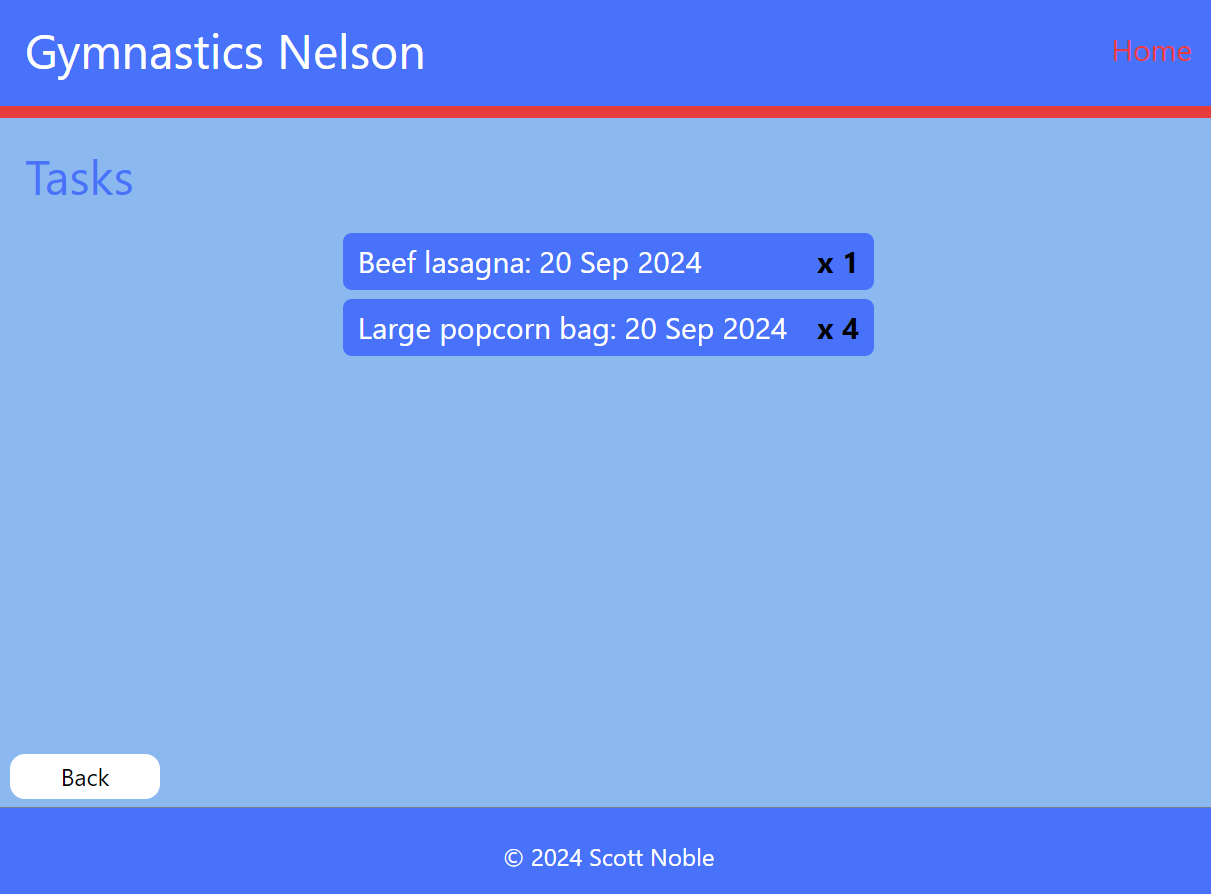 Gymnastics Nelson
Home
Tasks
Beef lasagna: 20 Sep 2024 x 1
Large popcorn bag: 20 Sep 2024 x 4
Back
© 2024 Scott Noble